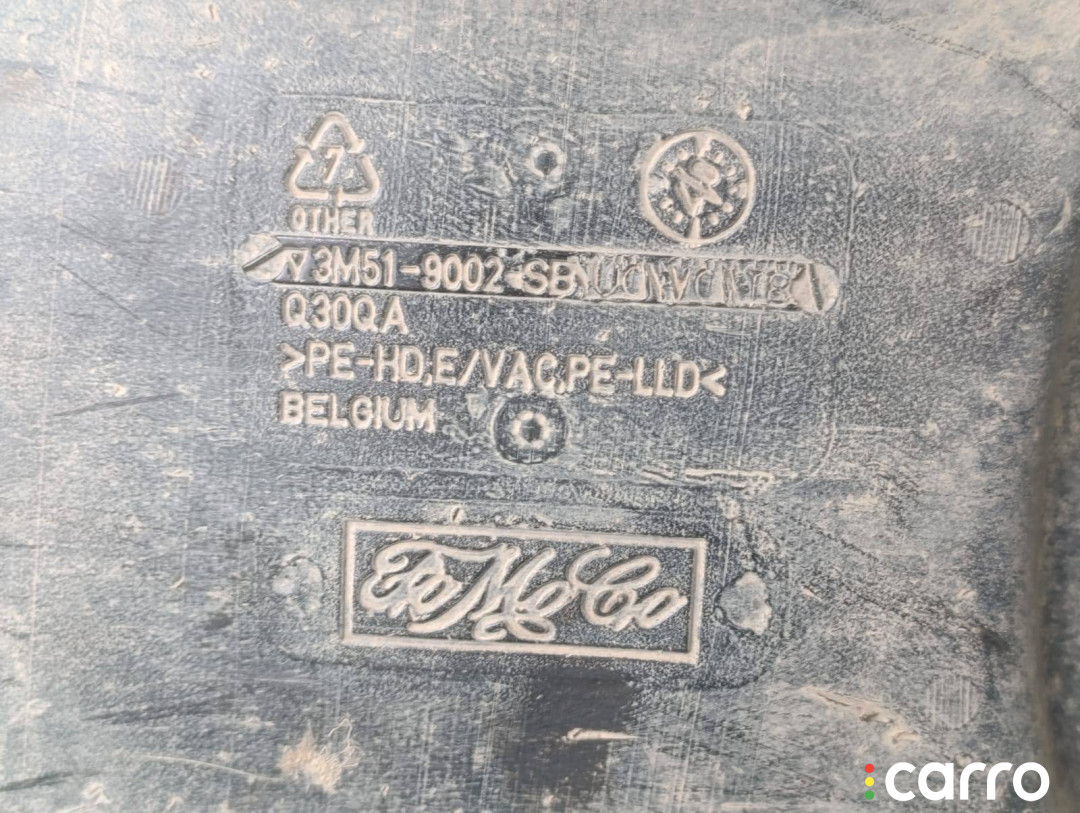 7
OTHER
3M51-9002-SB
Q30QA
>PE-HD,E/VAC,PE-LLD<
BELGIUM
FoMoCo
carro